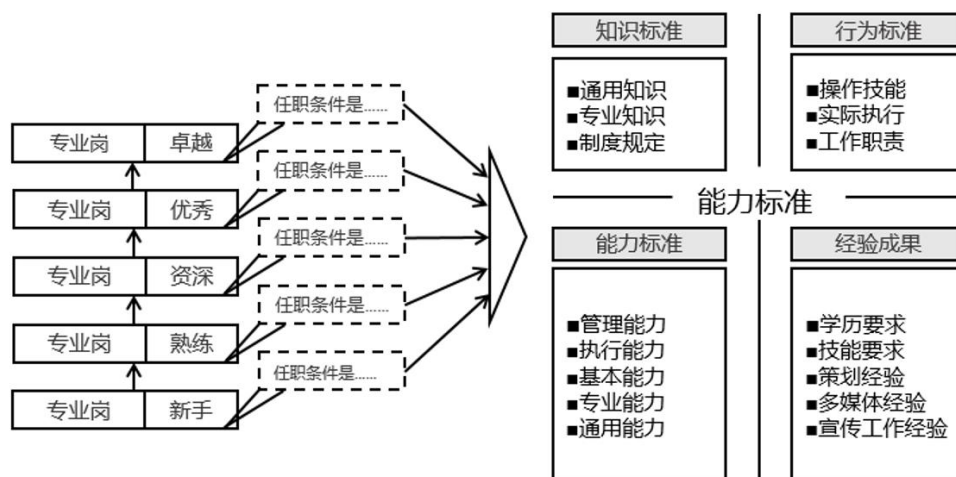 专业岗 卓越
任职条件是……
专业岗 优秀
任职条件是……
专业岗 资深
任职条件是……
专业岗 熟练
任职条件是……
专业岗 新手
任职条件是……
知识标准
■通用知识
■专业知识
■制度规定
行为标准
■操作技能
■实际执行
■工作职责
能力标准
能力标准
■管理能力
■执行能力
■基本能力
■专业能力
■通用能力
经验成果
■学历要求
■技能要求
■策划经验
■多媒体经验
■宣传工作经验